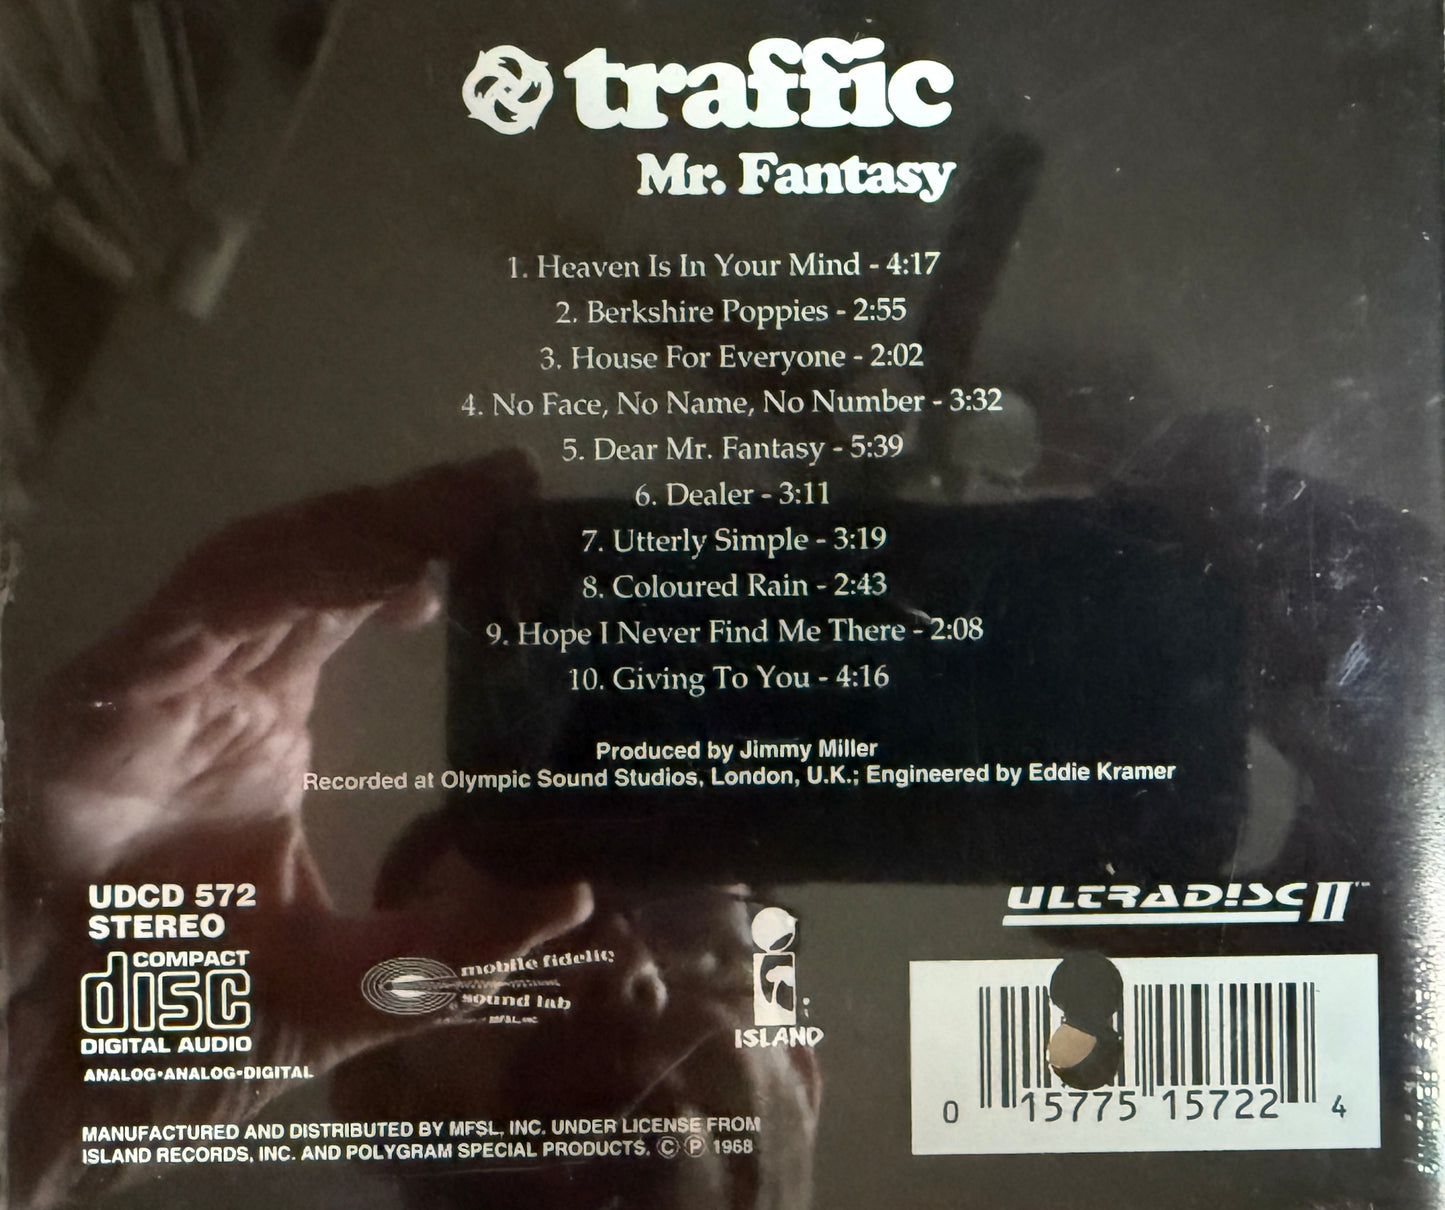 traffic
Mr. Fantasy
1. Heaven Is In Your Mind - 4:17
2. Berkshire Poppies - 2:55
3. House For Everyone - 2:02
4. No Face, No Name, No Number - 3:32
5. Dear Mr. Fantasy - 5:39
6. Dealer - 3:11
7. Utterly Simple - 3:19
8. Coloured Rain - 2:43
9. Hope I Never Find Me There - 2:08
10. Giving To You - 4:16
Produced by Jimmy Miller
Recorded at Olympic Sound Studios, London, U.K.; Engineered by Eddie Kramer
UDCD 572
STEREO
COMPACT
disc
DIGITAL AUDIO
ANALOG•ANALOG•DIGITAL
mobile fidelity
sound lab
MFSL, INC.
ISLAND
ULTRADISC II™
0 15775 15722 4
MANUFACTURED AND DISTRIBUTED BY MFSL, INC. UNDER LICENSE FROM
ISLAND RECORDS, INC. AND POLYGRAM SPECIAL PRODUCTS. Ⓒ Ⓟ 1968